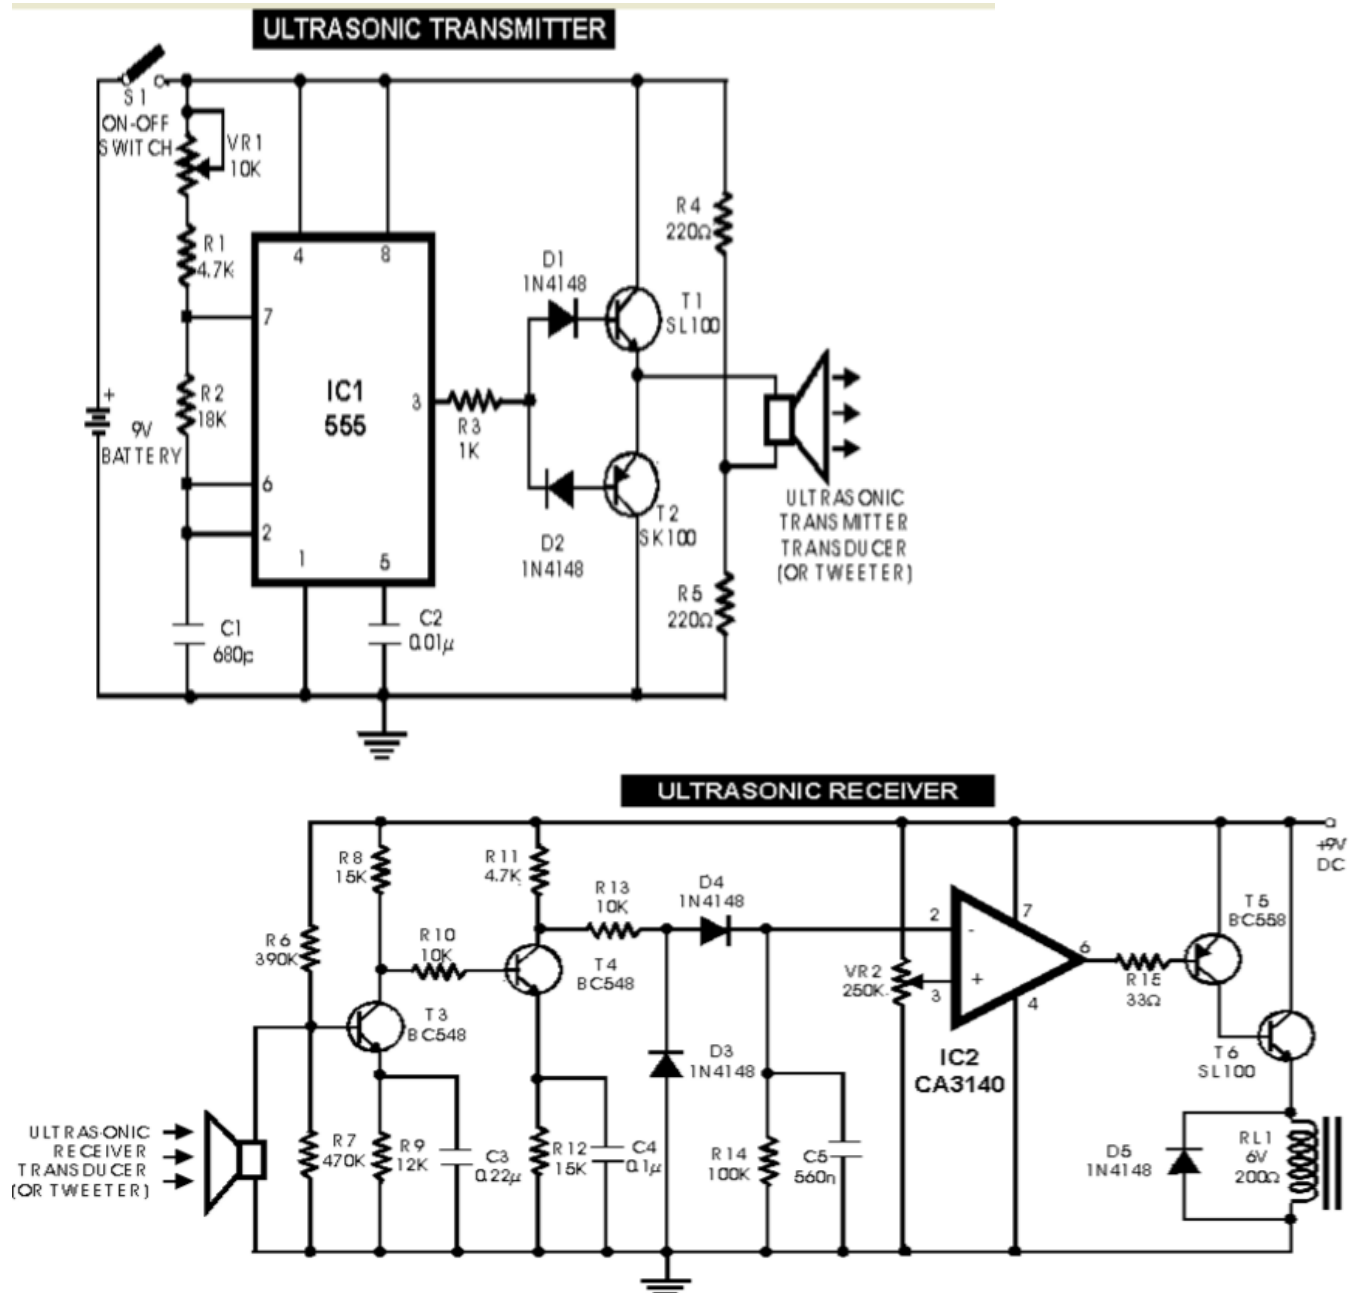 ULTRASONIC TRANSMITTER
S1
ON-OFF
SWITCH
VR1
10K
R1
4.7K
4
8
7
R2
18K
IC1
555
3
+
9V
BATTERY
6
2
1
5
C1
680p
C2
0.01μ
R3
1K
D1
1N4148
D2
1N4148
T1
SL100
T2
SK100
R4
220Ω
R5
220Ω
ULTRASONIC
TRANSMITTER
TRANSDUCER
(OR TWEETER)
ULTRASONIC RECEIVER
+9V
DC
R6
390K
R8
15K
R10
10K
R11
4.7K
R13
10K
D4
1N4148
T3
BC548
T4
BC548
D3
1N4148
VR2
250K
2
-
7
6
+
3
4
IC2
CA3140
R15
33Ω
T5
BC558
T6
SL100
ULTRASONIC
RECEIVER
TRANSDUCER
(OR TWEETER)
R7
470K
R9
12K
C3
0.22μ
R12
15K
C4
0.1μ
R14
100K
C5
560n
D5
1N4148
RL1
6V
200Ω